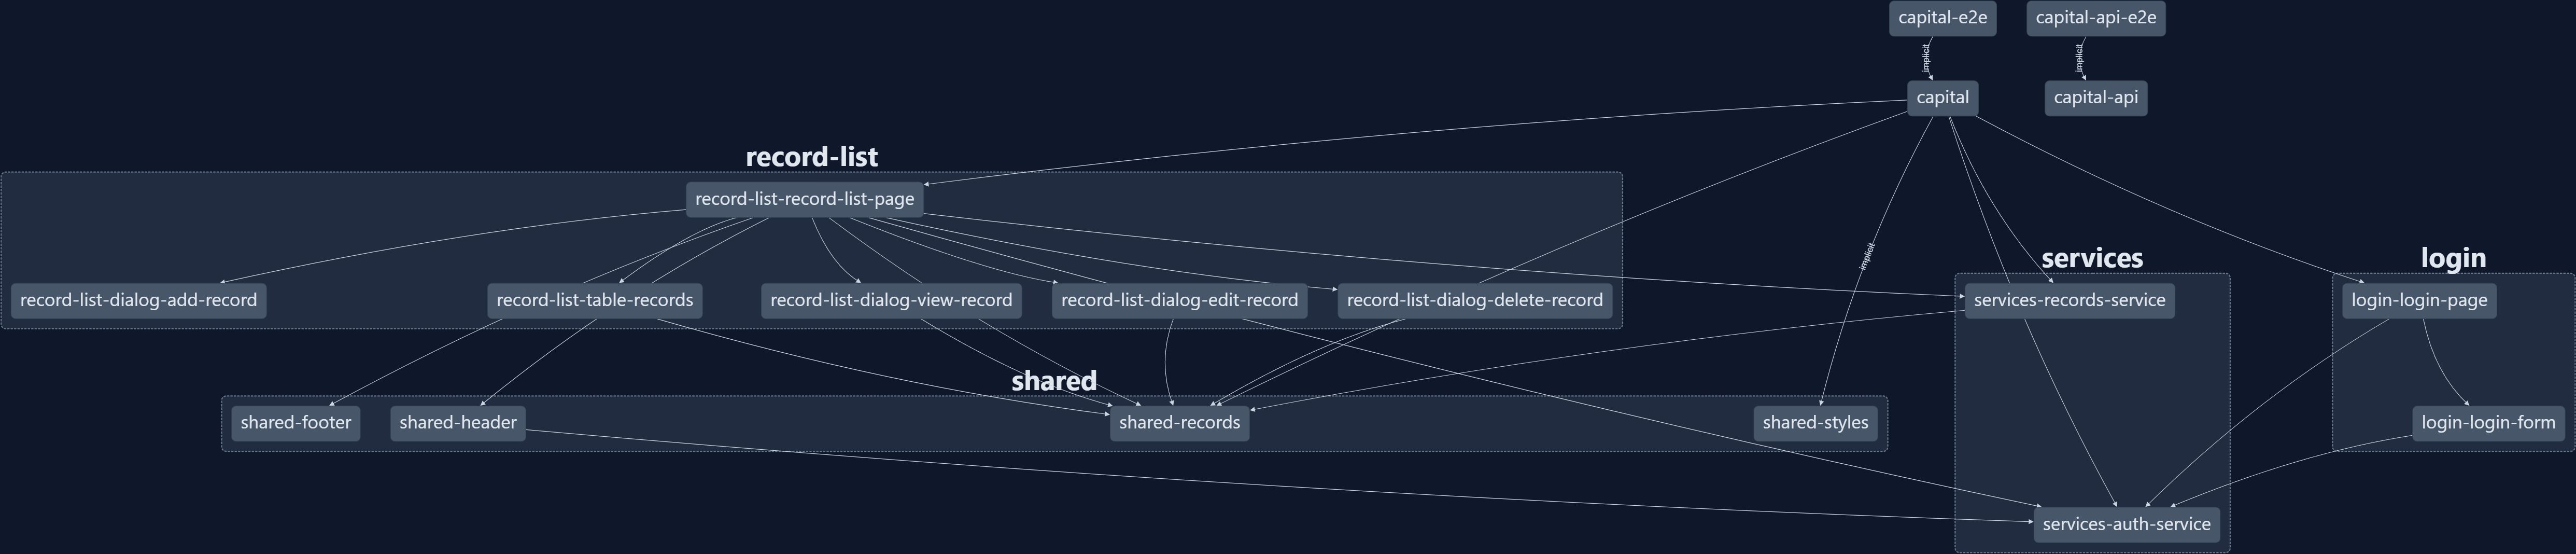 capital-e2e
capital-api-e2e
implicit
implicit
capital
capital-api
record-list
record-list-record-list-page
implicit
services
login
record-list-dialog-add-record
record-list-table-records
record-list-dialog-view-record
record-list-dialog-edit-record
record-list-dialog-delete-record
services-records-service
login-login-page
shared
shared-footer
shared-header
shared-records
shared-styles
login-login-form
services-auth-service